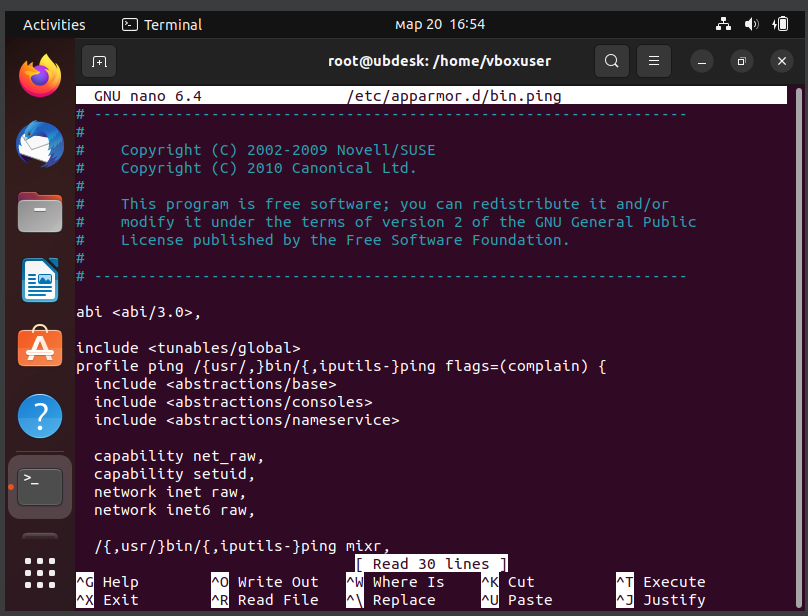 Activities
Terminal
мар 20 16:54
root@ubdesk: /home/vboxuser
GNU nano 6.4 /etc/apparmor.d/bin.ping
# ------------------------------------------------------------------
#
# Copyright (C) 2002-2009 Novell/SUSE
# Copyright (C) 2010 Canonical Ltd.
#
# This program is free software; you can redistribute it and/or
# modify it under the terms of version 2 of the GNU General Public
# License published by the Free Software Foundation.
#
# ------------------------------------------------------------------
abi <abi/3.0>,
include <tunables/global>
profile ping /{usr/,}bin/{,iputils-}ping flags=(complain) {
include <abstractions/base>
include <abstractions/consoles>
include <abstractions/nameservice>
capability net_raw,
capability setuid,
network inet raw,
network inet6 raw,
/{,usr/}bin/{,iputils-}ping mixr,
[ Read 30 lines ]
^G Help ^O Write Out ^W Where Is ^K Cut ^T Execute
^X Exit ^R Read File ^\ Replace ^U Paste ^J Justify